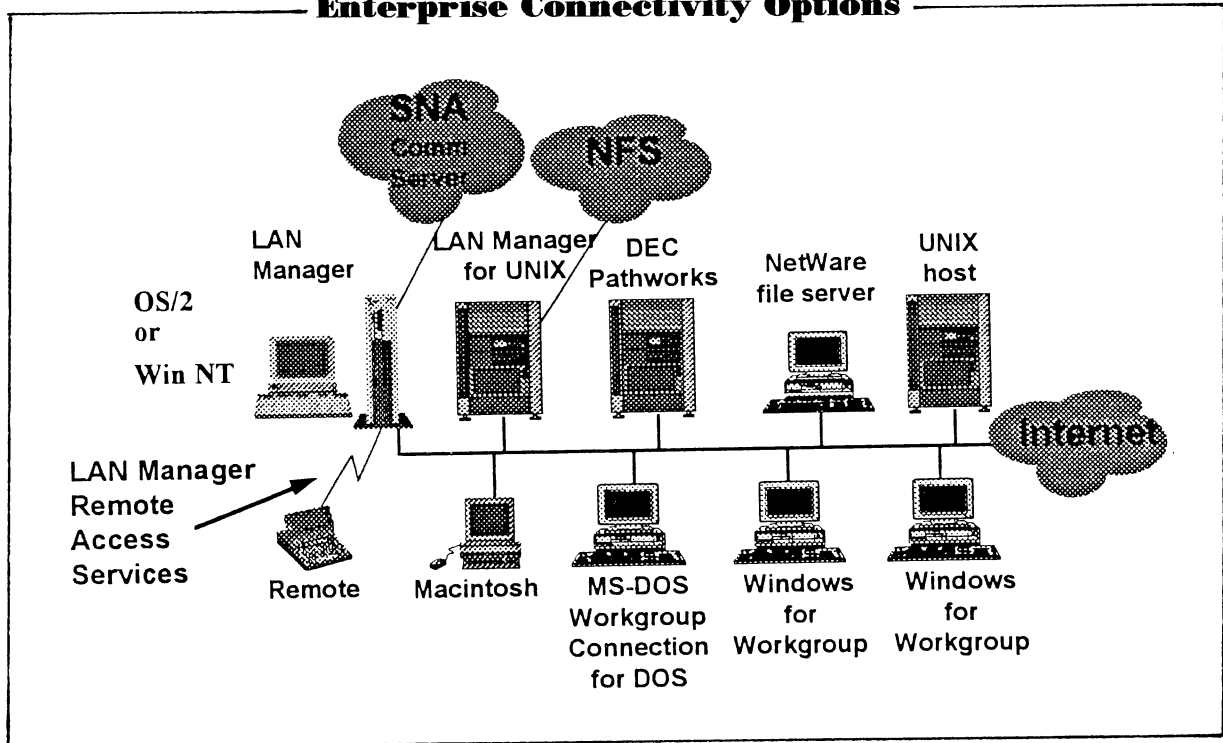 Enterprise Connectivity Options
SNA
Comm
Server
NFS
LAN
Manager
LAN Manager
for UNIX
DEC
Pathworks
NetWare
file server
UNIX
host
OS/2
or
Win NT
Internet
LAN Manager
Remote
Access
Services
Remote
Macintosh
MS-DOS
Workgroup
Connection
for DOS
Windows
for
Workgroup
Windows
for
Workgroup